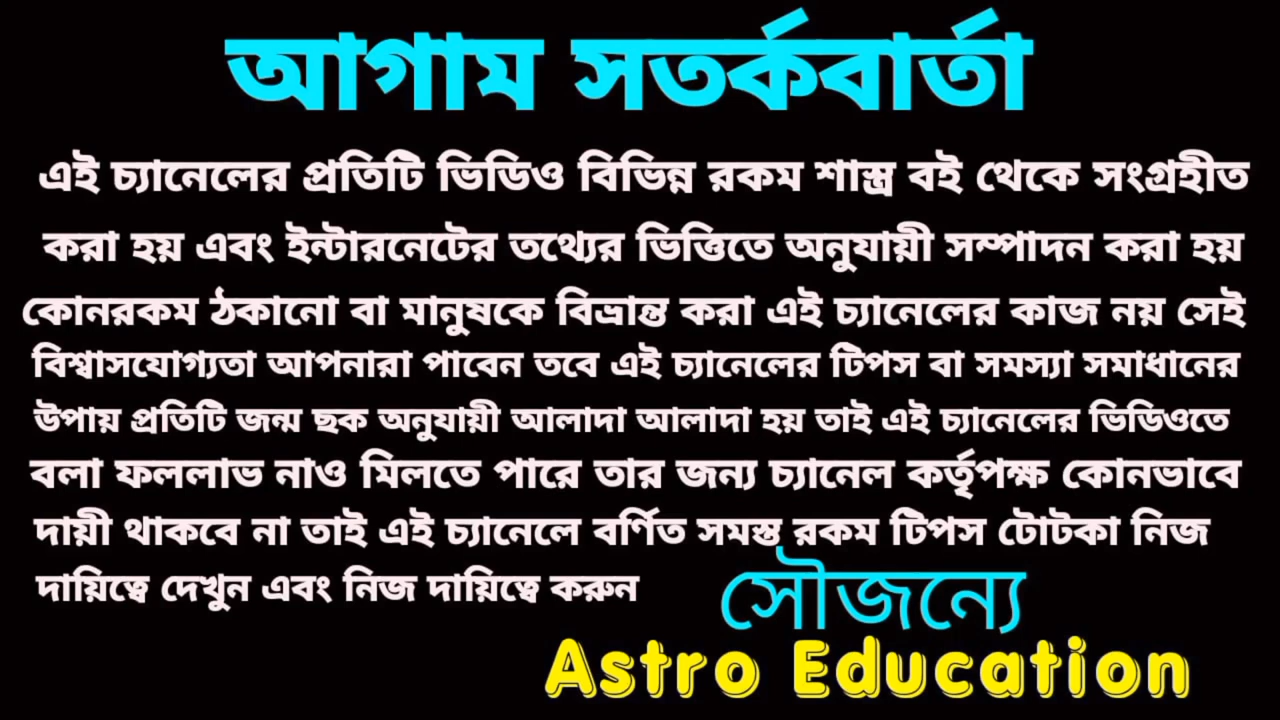 আগাম সতর্কবার্তা
এই চ্যানেলের প্রতিটি ভিডিও বিভিন্ন রকম শাস্ত্র বই থেকে সংগ্রহীত
করা হয় এবং ইন্টারনেটের তথ্যের ভিত্তিতে অনুযায়ী সম্পাদন করা হয়
কোনরকম ঠকানো বা মানুষকে বিভ্রান্ত করা এই চ্যানেলের কাজ নয় সেই
বিশ্বাসযোগ্যতা আপনারা পাবেন তবে এই চ্যানেলের টিপস বা সমস্যা সমাধানের
উপায় প্রতিটি জন্ম ছক অনুযায়ী আলাদা আলাদা হয় তাই এই চ্যানেলের ভিডিওতে
বলা ফললাভ নাও মিলতে পারে তার জন্য চ্যানেল কর্তৃপক্ষ কোনভাবে
দায়ী থাকবে না তাই এই চ্যানেলে বর্ণিত সমস্ত রকম টিপস টোটকা নিজ
দায়িত্বে দেখুন এবং নিজ দায়িত্বে করুন
সৌজন্যে
Astro Education